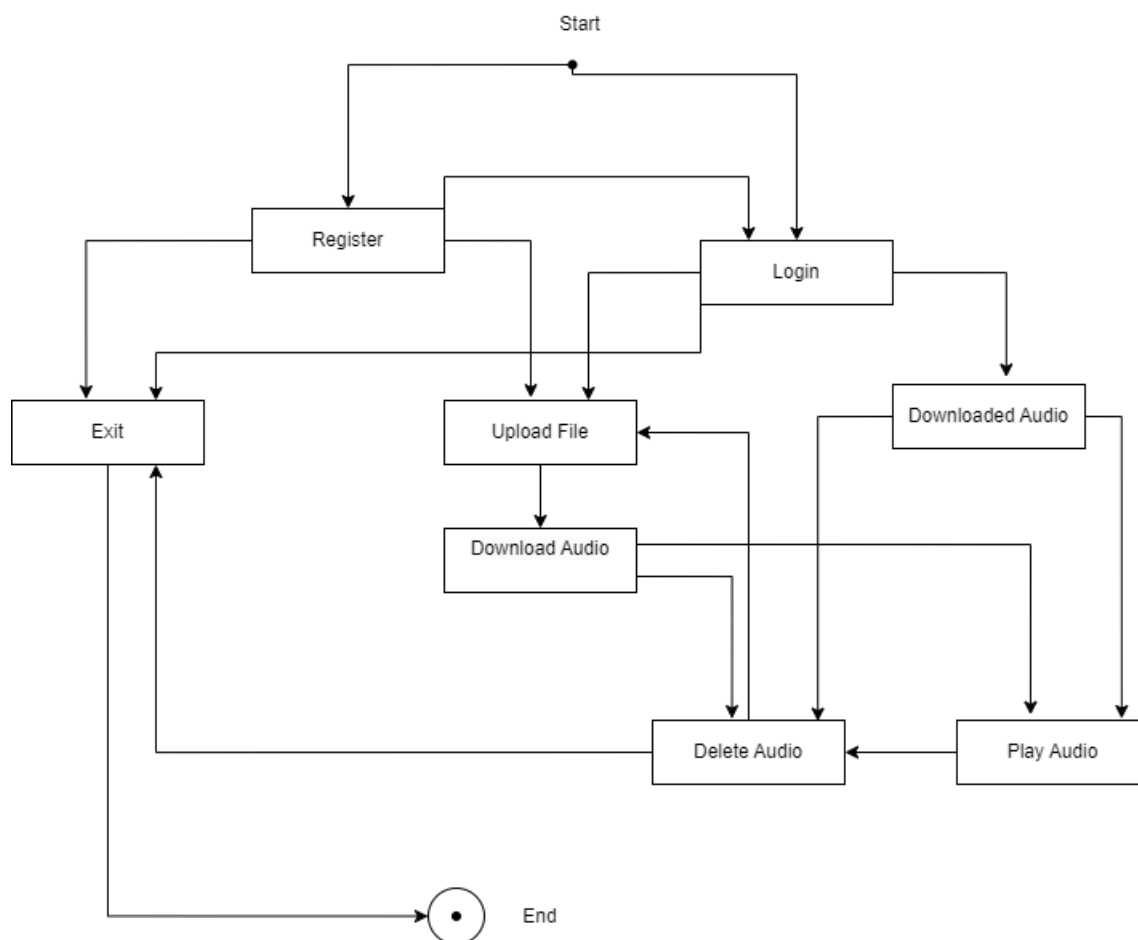 Start
Register
Login
Exit
Upload File
Downloaded Audio
Download Audio
Delete Audio
Play Audio
End